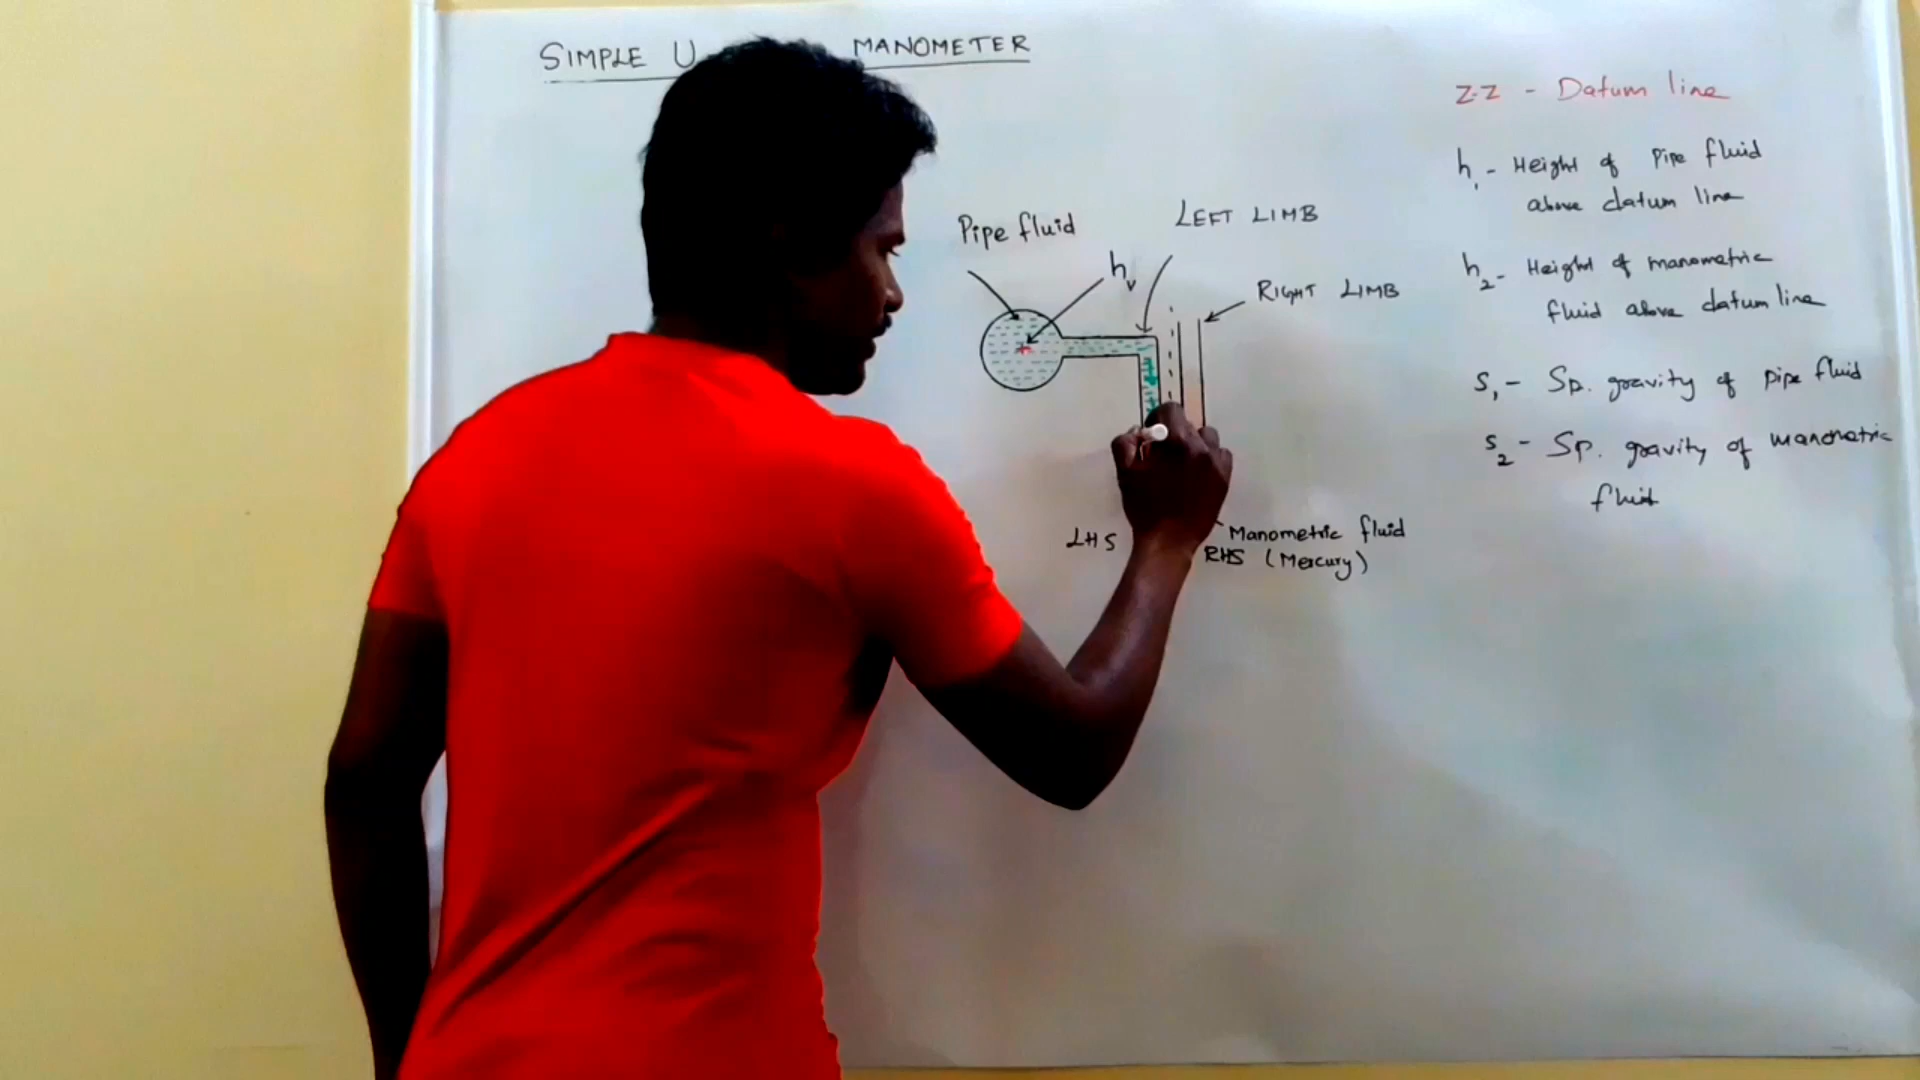 SIMPLE U MANOMETER
Z-Z - Datum line
h1 - Height of pipe fluid
above datum line
h2 - Height of manometric
fluid above datum line
S1 - Sp. gravity of pipe fluid
S2 - Sp. gravity of manometric
fluid
Pipe fluid
h
LEFT LIMB
RIGHT LIMB
LHS
Manometric fluid
RHS (Mercury)